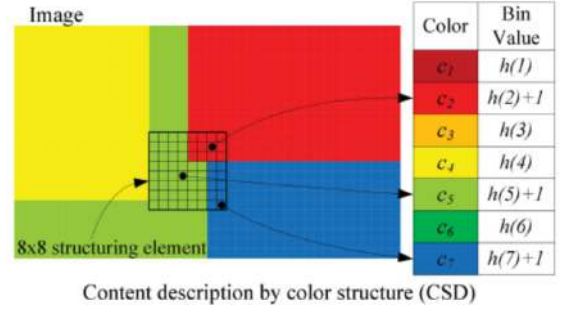 Image
Color Bin Value
c1 h(1)
c2 h(2)+1
c3 h(3)
c4 h(4)
c5 h(5)+1
c6 h(6)
c7 h(7)+1
8x8 structuring element
Content description by color structure (CSD)